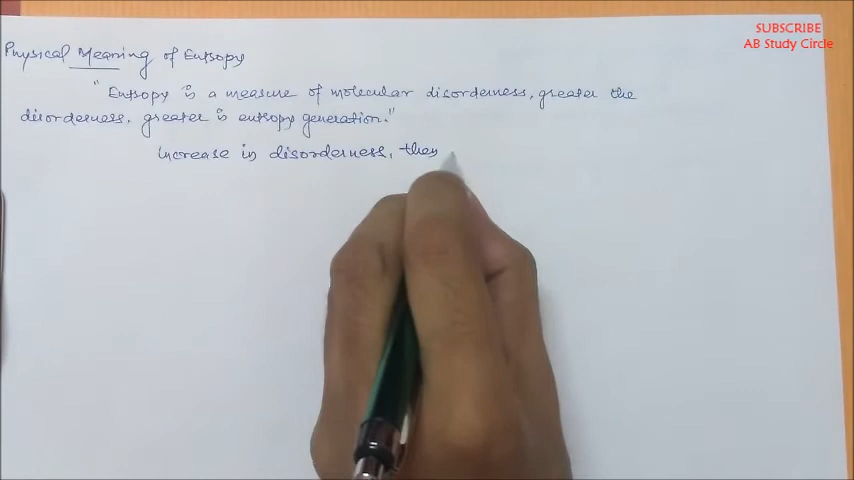 SUBSCRIBE
AB Study Circle
Physical Meaning of Entropy
"Entropy is a measure of molecular disorderness, greater the
disorderness, greater is entropy generation."
Increase in disorderness, then